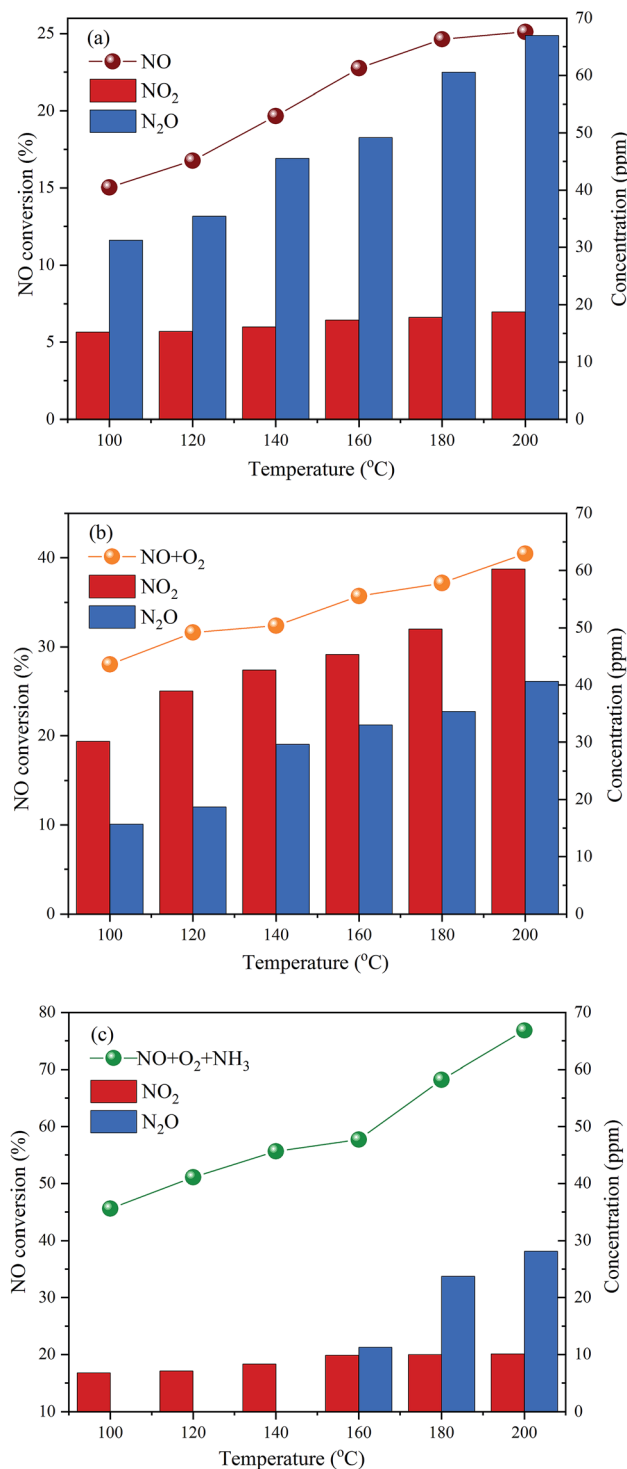 (a)
NO
NO₂
N₂O
25
20
15
10
5
0
NO conversion (%)
70
60
50
40
30
20
10
0
Concentration (ppm)
100 120 140 160 180 200
Temperature (°C)
(b)
NO+O₂
NO₂
N₂O
40
30
20
10
0
NO conversion (%)
70
60
50
40
30
20
10
0
Concentration (ppm)
100 120 140 160 180 200
Temperature (°C)
(c)
NO+O₂+NH₃
NO₂
N₂O
80
70
60
50
40
30
20
10
NO conversion (%)
70
60
50
40
30
20
10
0
Concentration (ppm)
100 120 140 160 180 200
Temperature (°C)